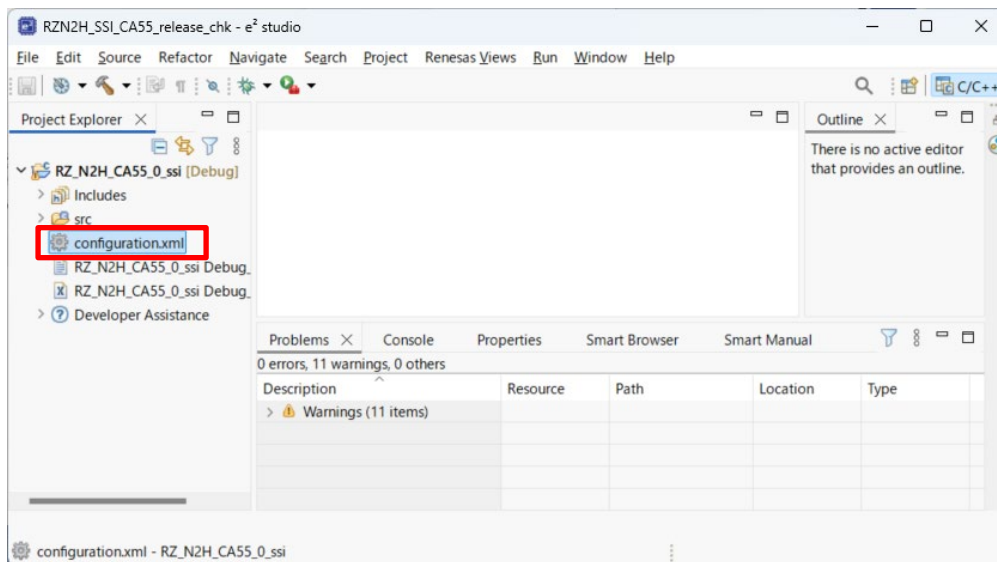 RZN2H_SSI_CA55_release_chk - e² studio
File Edit Source Refactor Navigate Search Project Renesas Views Run Window Help
C/C++
Project Explorer
RZ_N2H_CA55_0_ssi [Debug]
Includes
src
configuration.xml
RZ_N2H_CA55_0_ssi Debug_
RZ_N2H_CA55_0_ssi Debug_
Developer Assistance
Outline
There is no active editor
that provides an outline.
Problems Console Properties Smart Browser Smart Manual
0 errors, 11 warnings, 0 others
Description Resource Path Location Type
Warnings (11 items)
configuration.xml - RZ_N2H_CA55_0_ssi